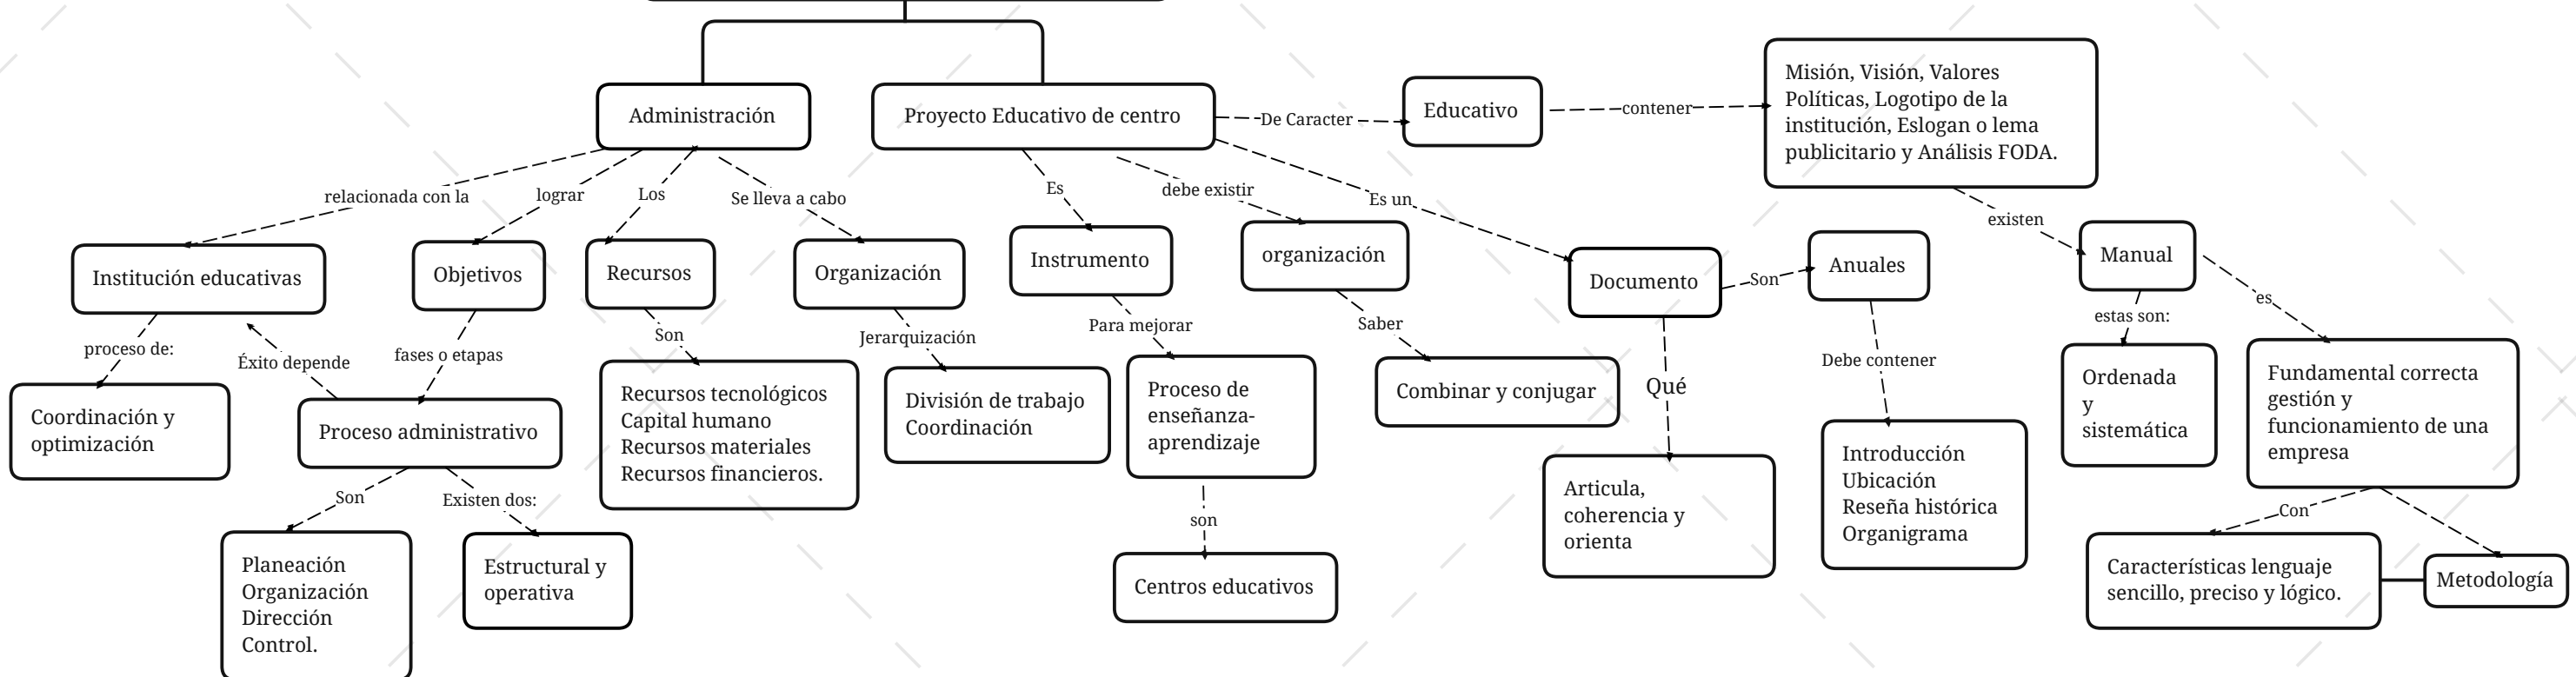 Administración
Proyecto Educativo de centro
De Caracter
Educativo
contener
Misión, Visión, Valores
Políticas, Logotipo de la
institución, Eslogan o lema
publicitario y Análisis FODA.
relacionada con la
lograr
Los
Se lleva a cabo
Es
debe existir
Es un
existen
Institución educativas
Objetivos
Recursos
Organización
Instrumento
organización
Documento
Son
Anuales
Manual
proceso de:
Éxito depende
fases o etapas
Son
Jerarquización
Para mejorar
Saber
Qué
Debe contener
estas son:
es
Coordinación y
optimización
Proceso administrativo
Recursos tecnológicos
Capital humano
Recursos materiales
Recursos financieros.
División de trabajo
Coordinación
Proceso de
enseñanza-
aprendizaje
Combinar y conjugar
Articula,
coherencia y
orienta
Introducción
Ubicación
Reseña histórica
Organigrama
Ordenada
y
sistemática
Fundamental correcta
gestión y
funcionamiento de una
empresa
Son
Existen dos:
son
Con
Planeación
Organización
Dirección
Control.
Estructural y
operativa
Centros educativos
Características lenguaje
sencillo, preciso y lógico.
Metodología